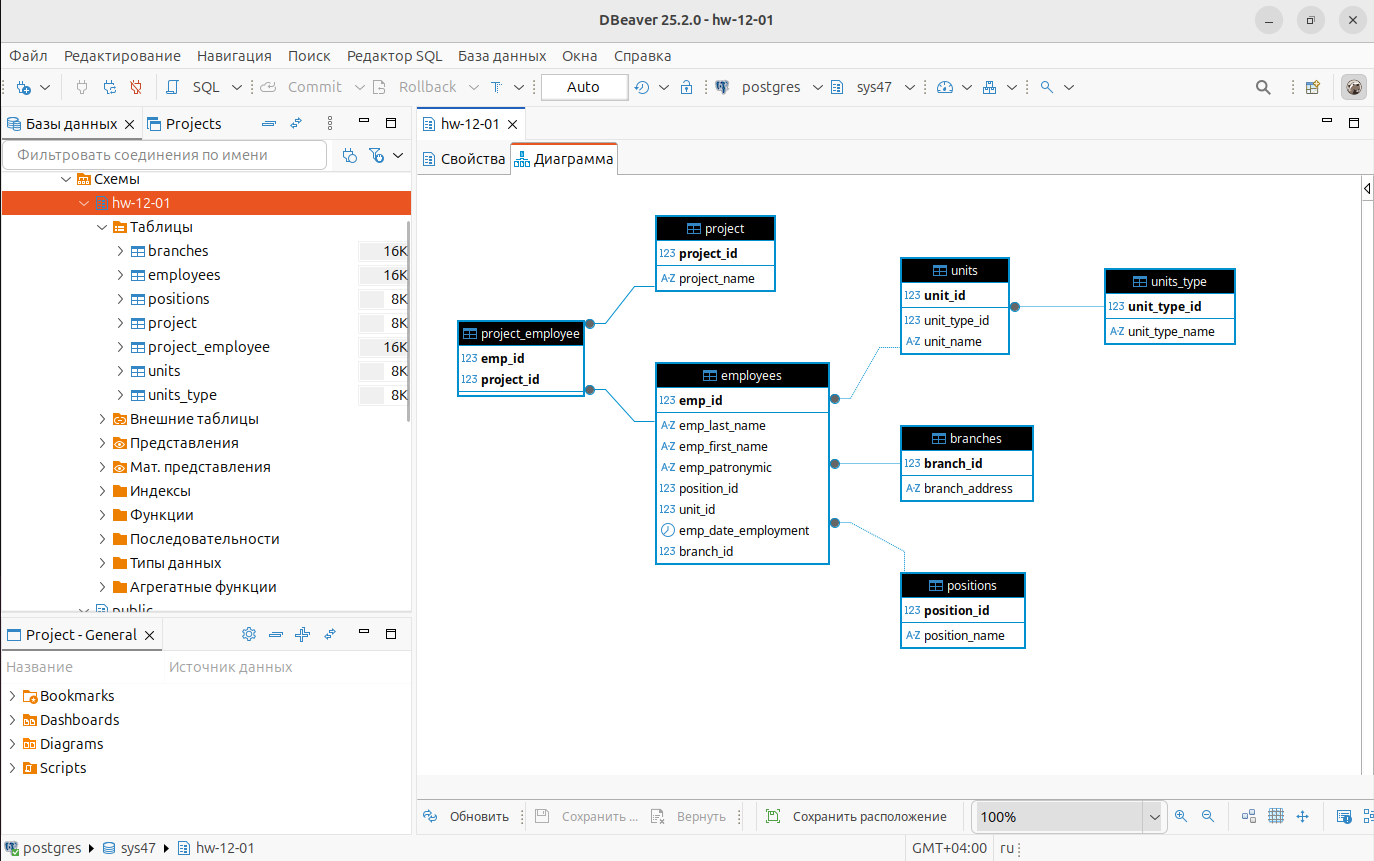 DBeaver 25.2.0 - hw-12-01
Файл Редактирование Навигация Поиск Редактор SQL База данных Окна Справка
SQL Commit Rollback T Auto postgres sys47
Базы данных Projects
Фильтровать соединения по имени
Схемы
hw-12-01
Таблицы
branches 16K
employees 16K
positions 8K
project 8K
project_employee 16K
units 8K
units_type 8K
Внешние таблицы
Представления
Мат. представления
Индексы
Функции
Последовательности
Типы данных
Агрегатные функции
public
Project - General
Название Источник данных
Bookmarks
Dashboards
Diagrams
Scripts
hw-12-01
Свойства Диаграмма
project
123 project_id
A-Z project_name
project_employee
123 emp_id
123 project_id
employees
123 emp_id
A-Z emp_last_name
A-Z emp_first_name
A-Z emp_patronymic
123 position_id
123 unit_id
emp_date_employment
123 branch_id
units
123 unit_id
123 unit_type_id
A-Z unit_name
units_type
123 unit_type_id
A-Z unit_type_name
branches
123 branch_id
A-Z branch_address
positions
123 position_id
A-Z position_name
Обновить Сохранить ... Вернуть Сохранить расположение 100%
postgres sys47 hw-12-01 GMT+04:00 ru